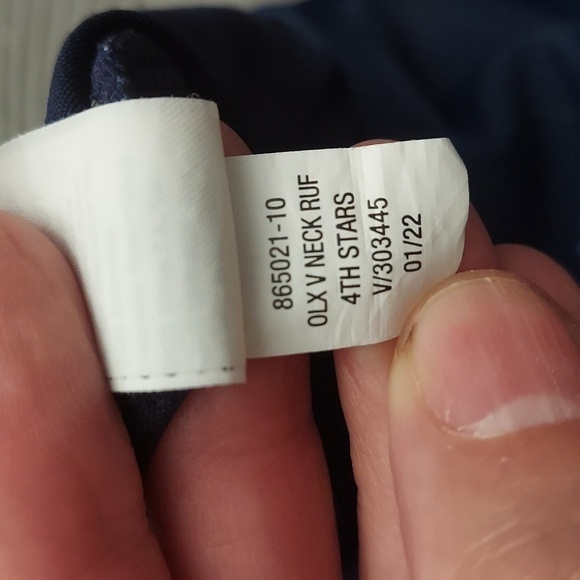 865021-10
OLX V NECK RUF
4TH STARS
V/303445
01/22